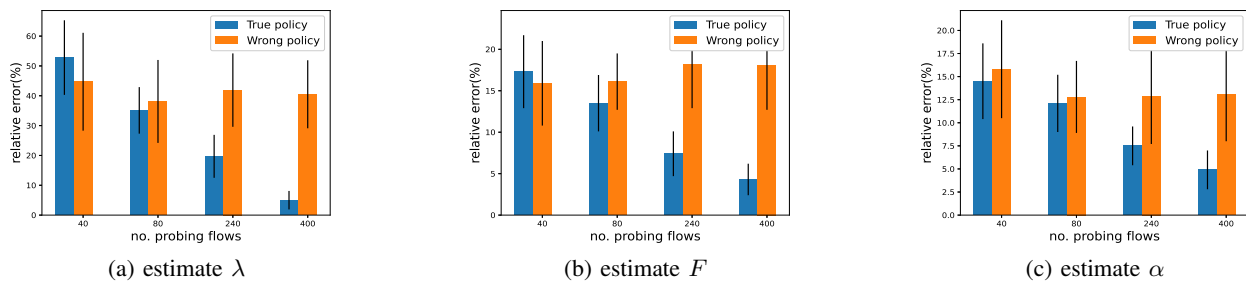 True policy
Wrong policy
relative error(%)
60
50
40
30
20
10
0
40
80
240
400
no. probing flows
(a) estimate λ
True policy
Wrong policy
relative error(%)
20
15
10
5
0
40
80
240
400
no. probing flows
(b) estimate F
True policy
Wrong policy
relative error(%)
20.0
17.5
15.0
12.5
10.0
7.5
5.0
2.5
0.0
40
80
240
400
no. probing flows
(c) estimate α